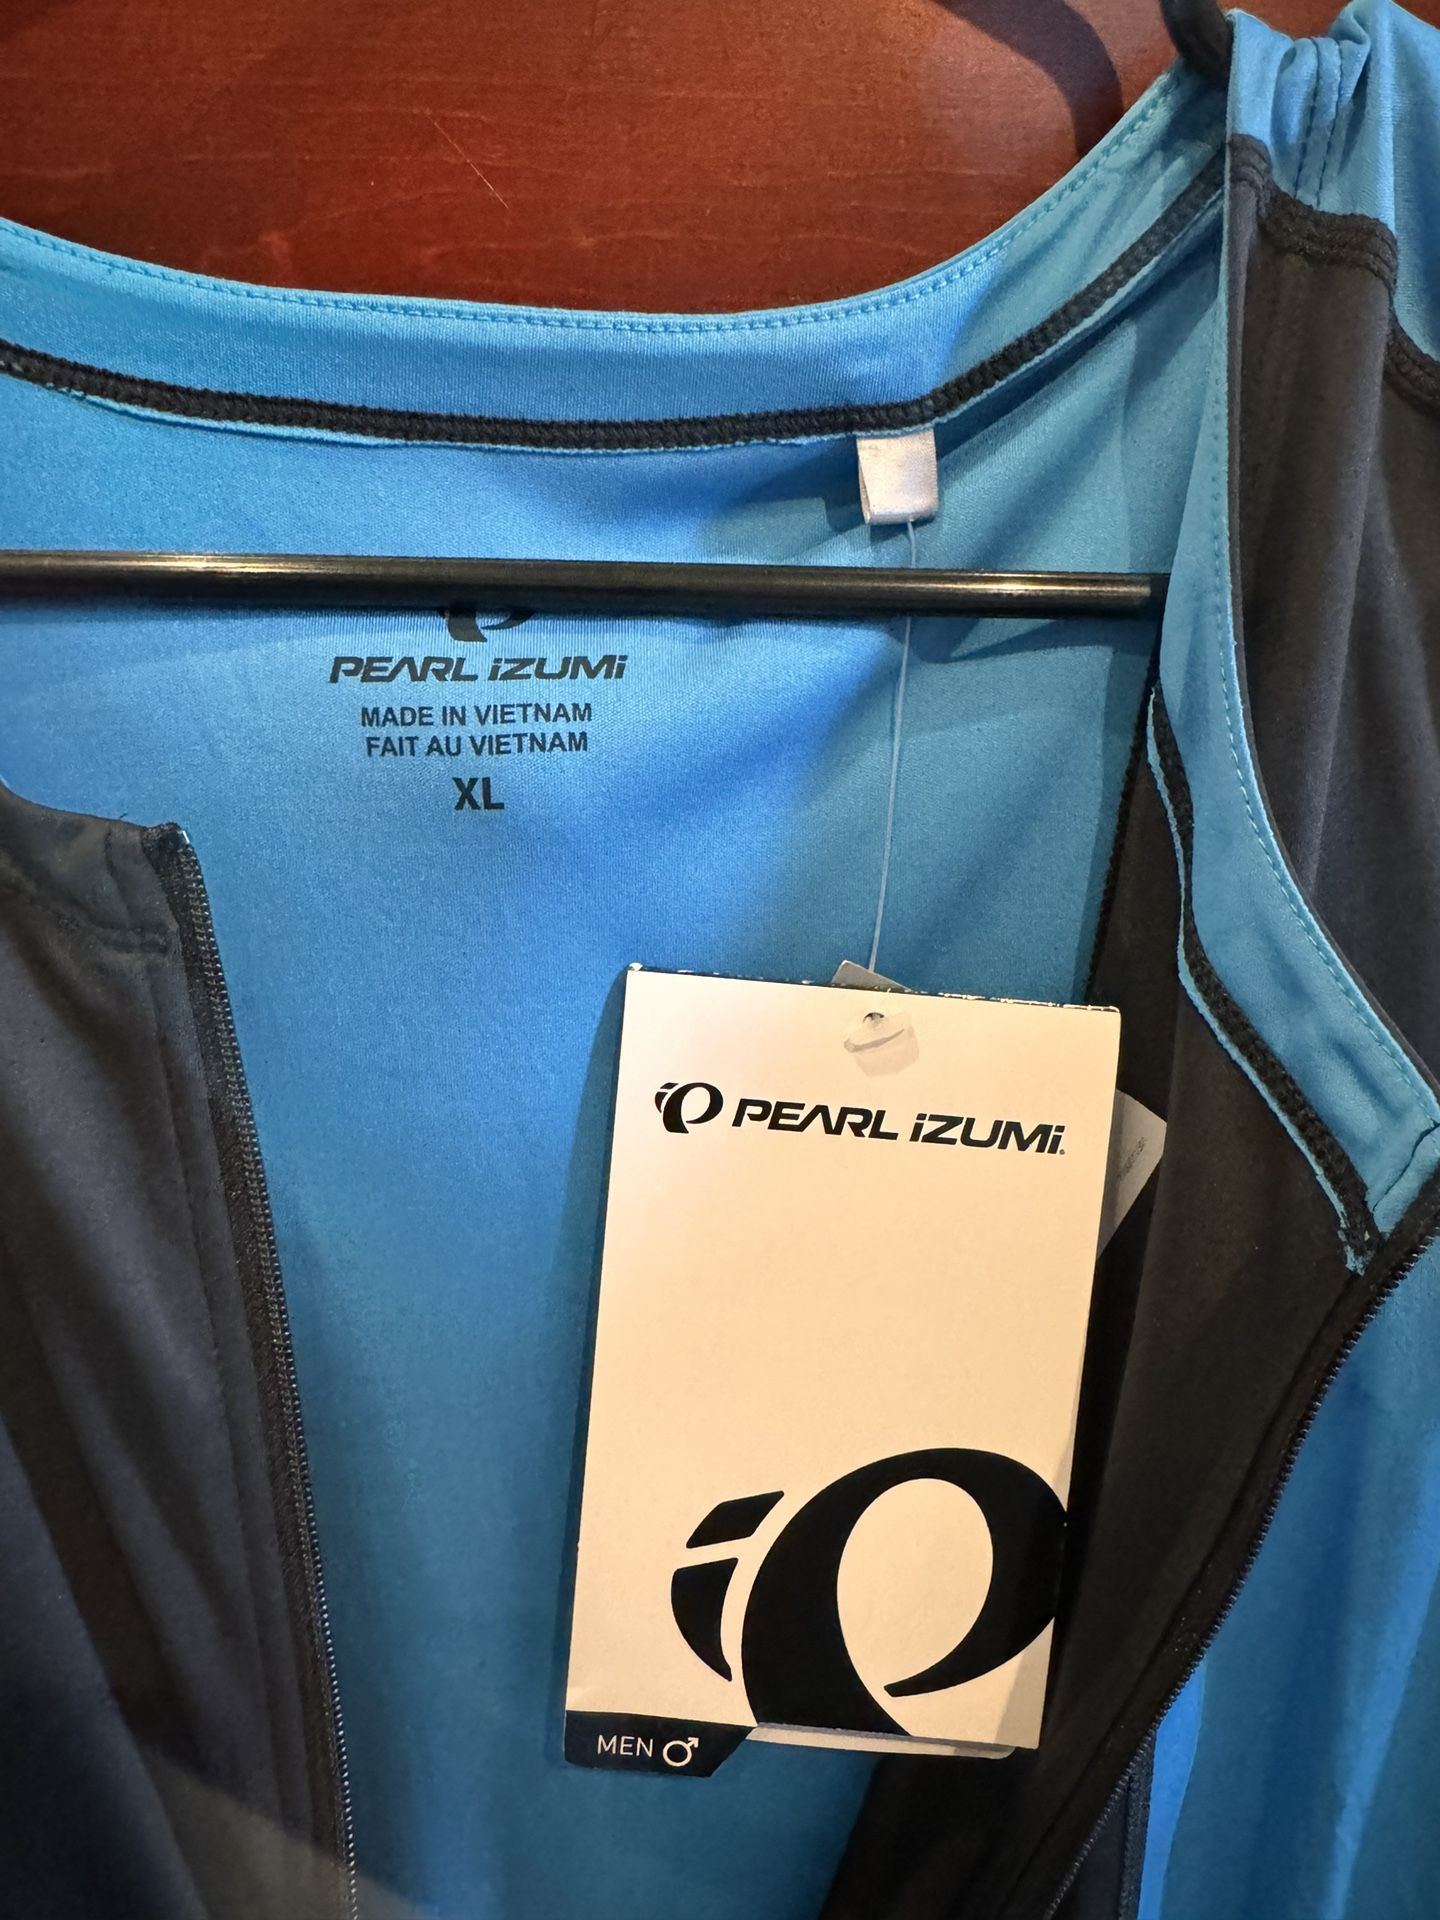 PEARL iZUMi
MADE IN VIETNAM
FAIT AU VIETNAM
XL
PEARL iZUMi®
MEN